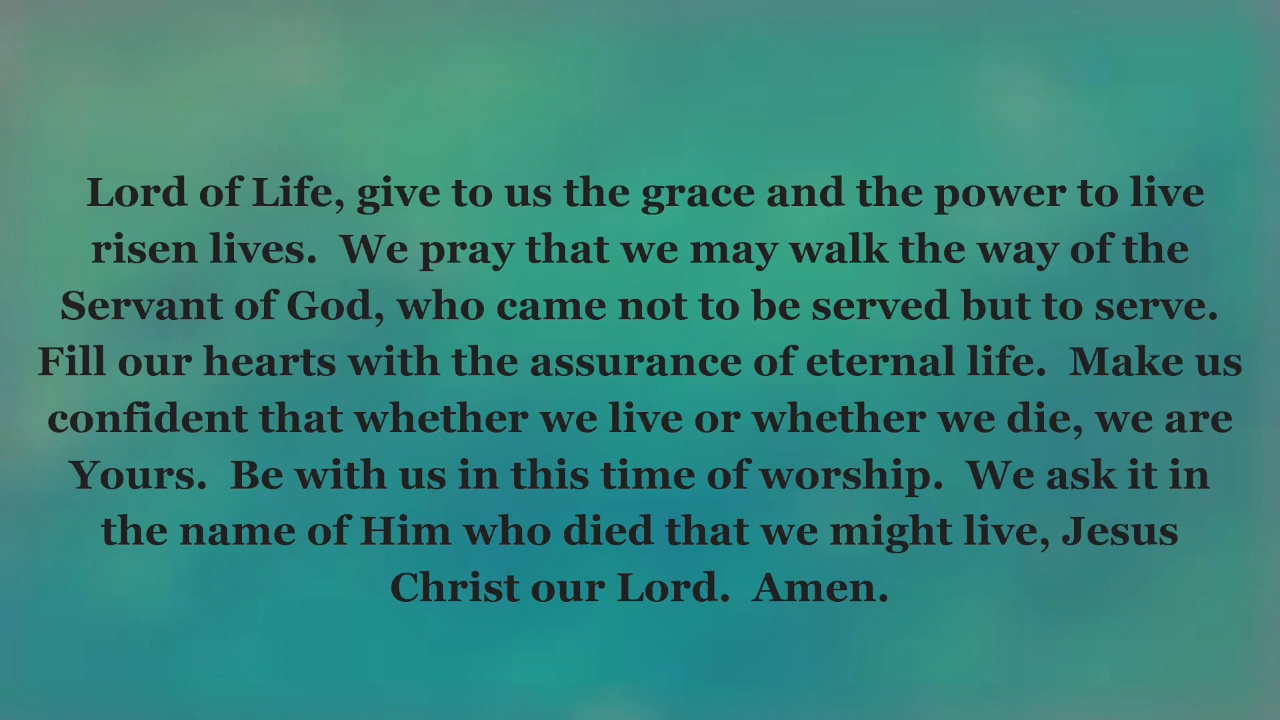 Lord of Life, give to us the grace and the power to live
risen lives.  We pray that we may walk the way of the
Servant of God, who came not to be served but to serve.
Fill our hearts with the assurance of eternal life.  Make us
confident that whether we live or whether we die, we are
Yours.  Be with us in this time of worship.  We ask it in
the name of Him who died that we might live, Jesus
Christ our Lord.  Amen.